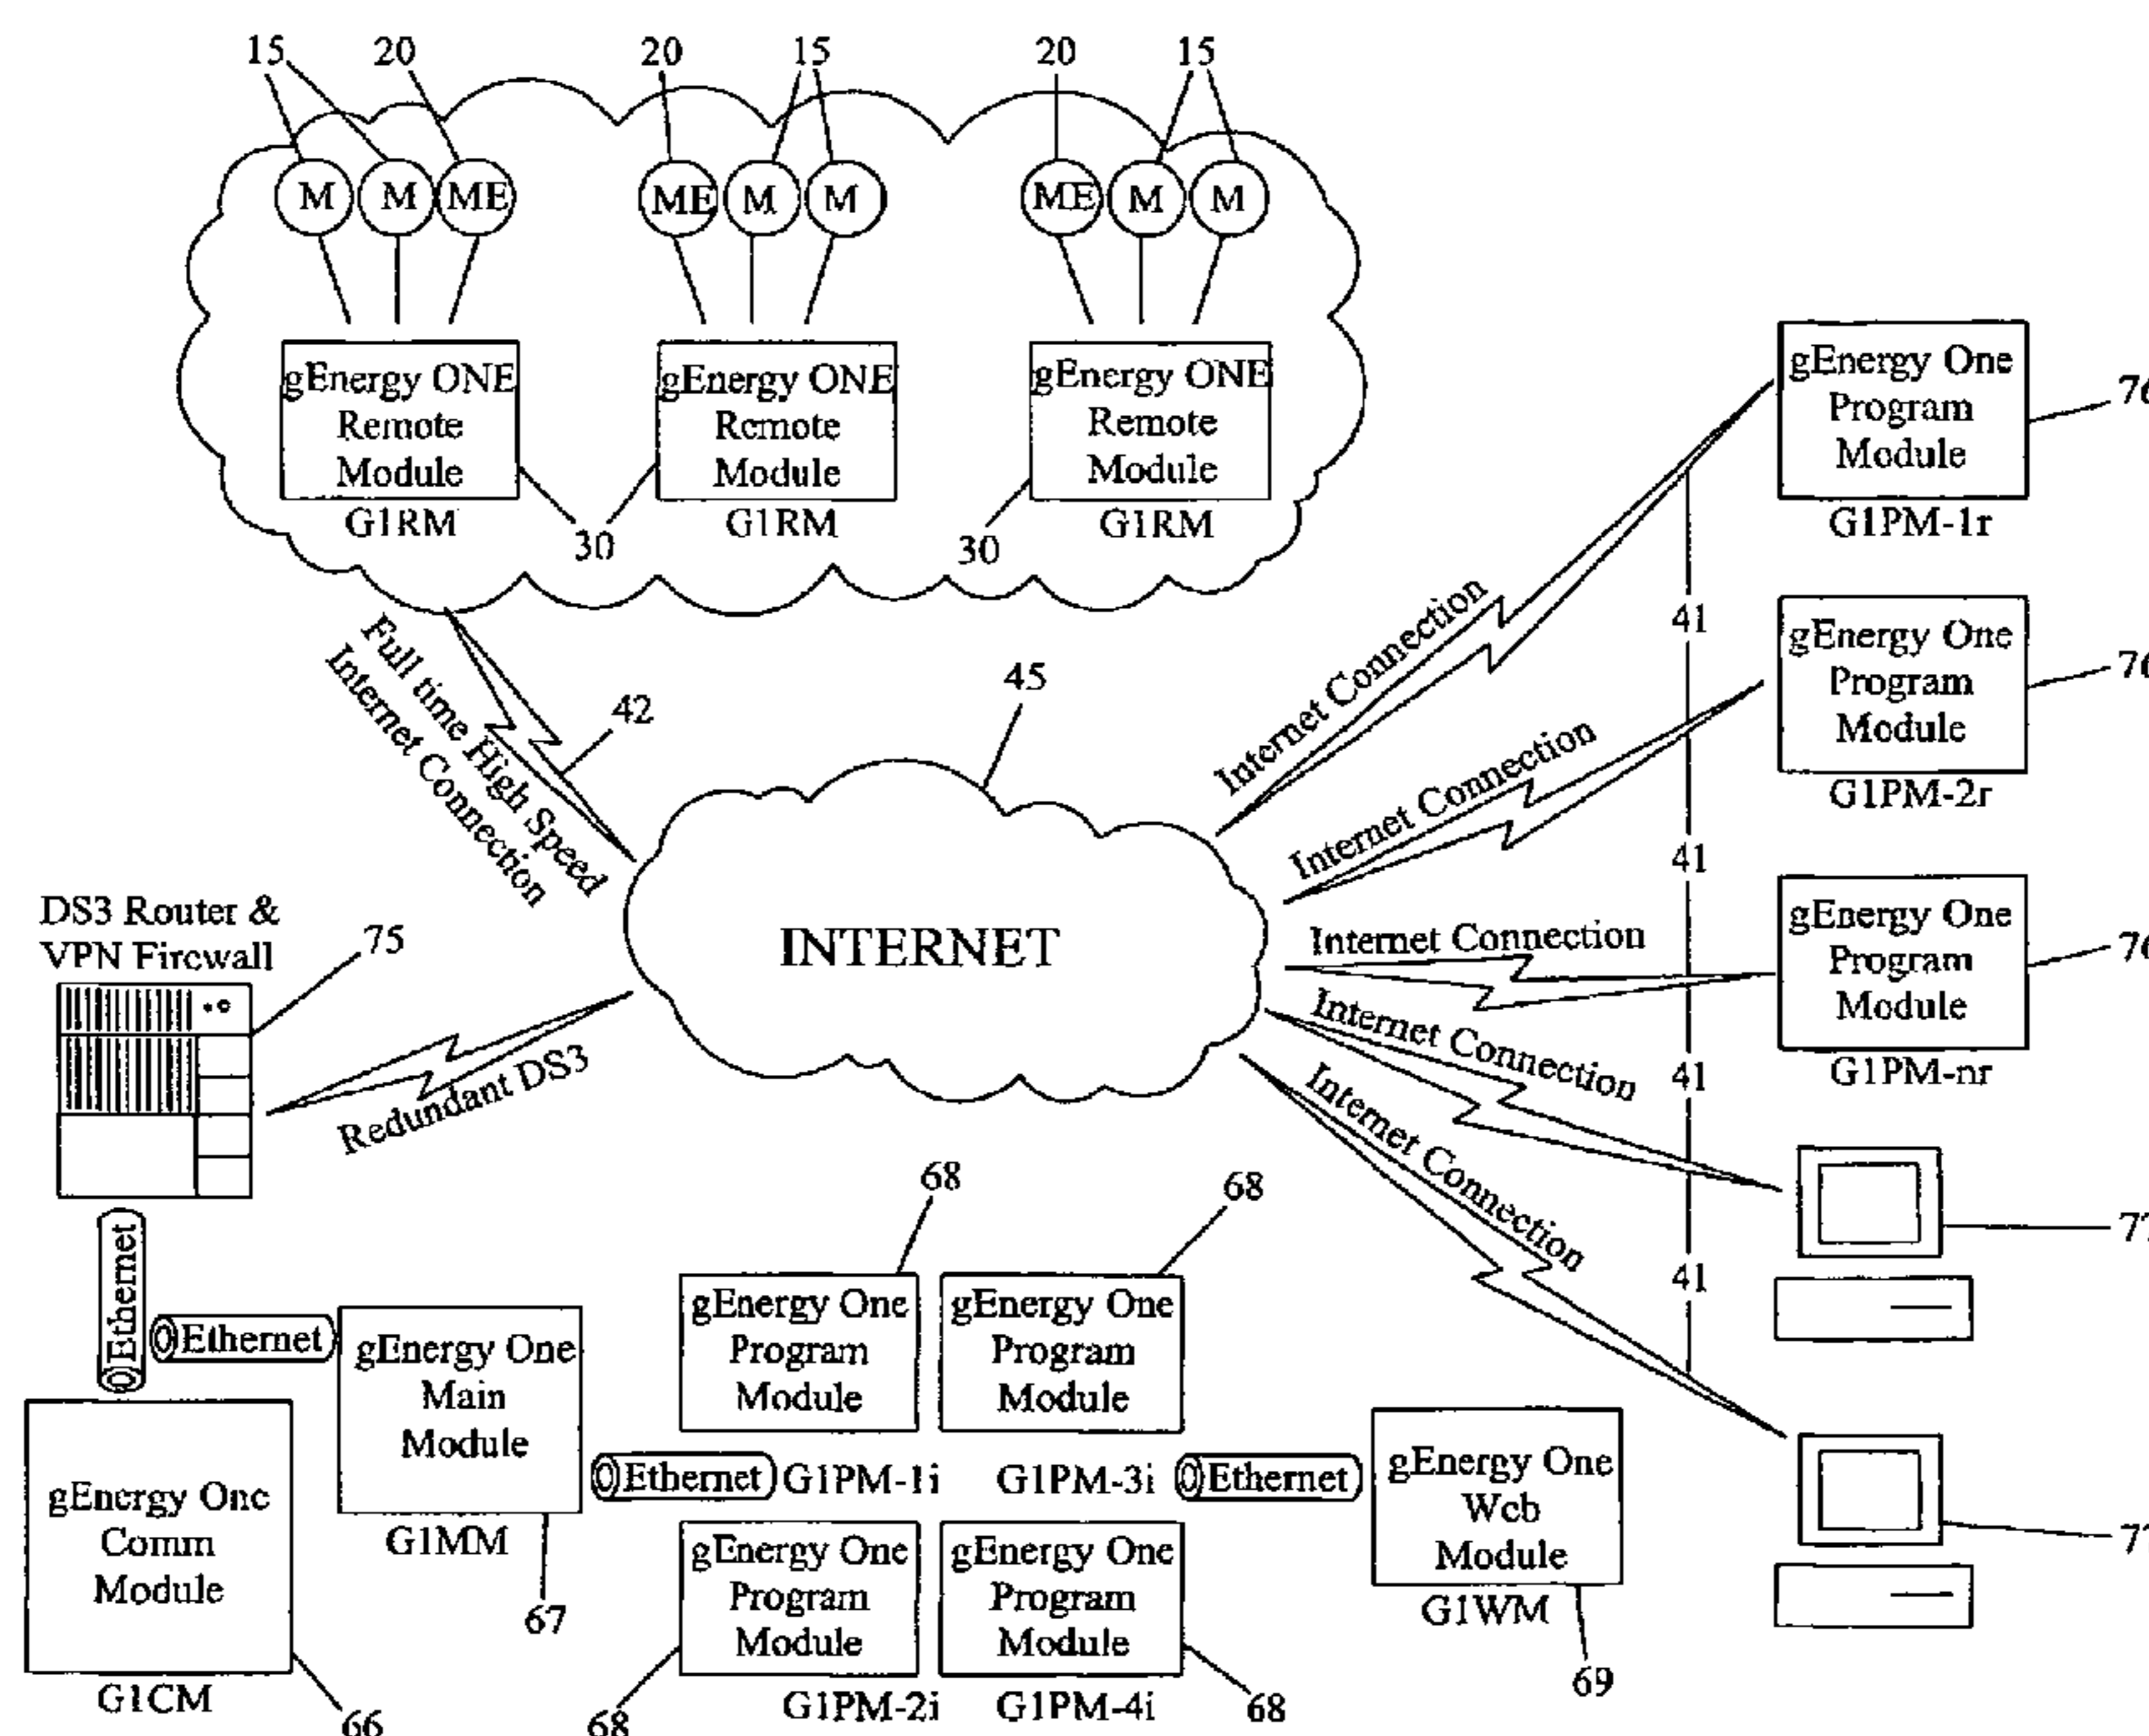 15 20 20 15 20 15
M M ME ME M M ME M M
gEnergy ONE
Remote
Module
G1RM
gEnergy ONE
Remote
Module
G1RM
gEnergy ONE
Remote
Module
G1RM
30
30
Full time High Speed
Internet Connection
42
45
INTERNET
DS3 Router &
VPN Firewall
75
Redundant DS3
Internet Connection
Internet Connection
Internet Connection
Internet Connection
Internet Connection
41
41
41
41
gEnergy One
Program
Module
G1PM-1r
76
gEnergy One
Program
Module
G1PM-2r
76
gEnergy One
Program
Module
G1PM-nr
76
77
77
Ethernet
Ethernet
gEnergy One
Comm
Module
G1CM
66
gEnergy One
Main
Module
G1MM
67
Ethernet
68
gEnergy One
Program
Module
G1PM-1i
68
gEnergy One
Program
Module
G1PM-3i
gEnergy One
Program
Module
G1PM-2i
68
gEnergy One
Program
Module
G1PM-4i
68
Ethernet
gEnergy One
Web
Module
G1WM
69